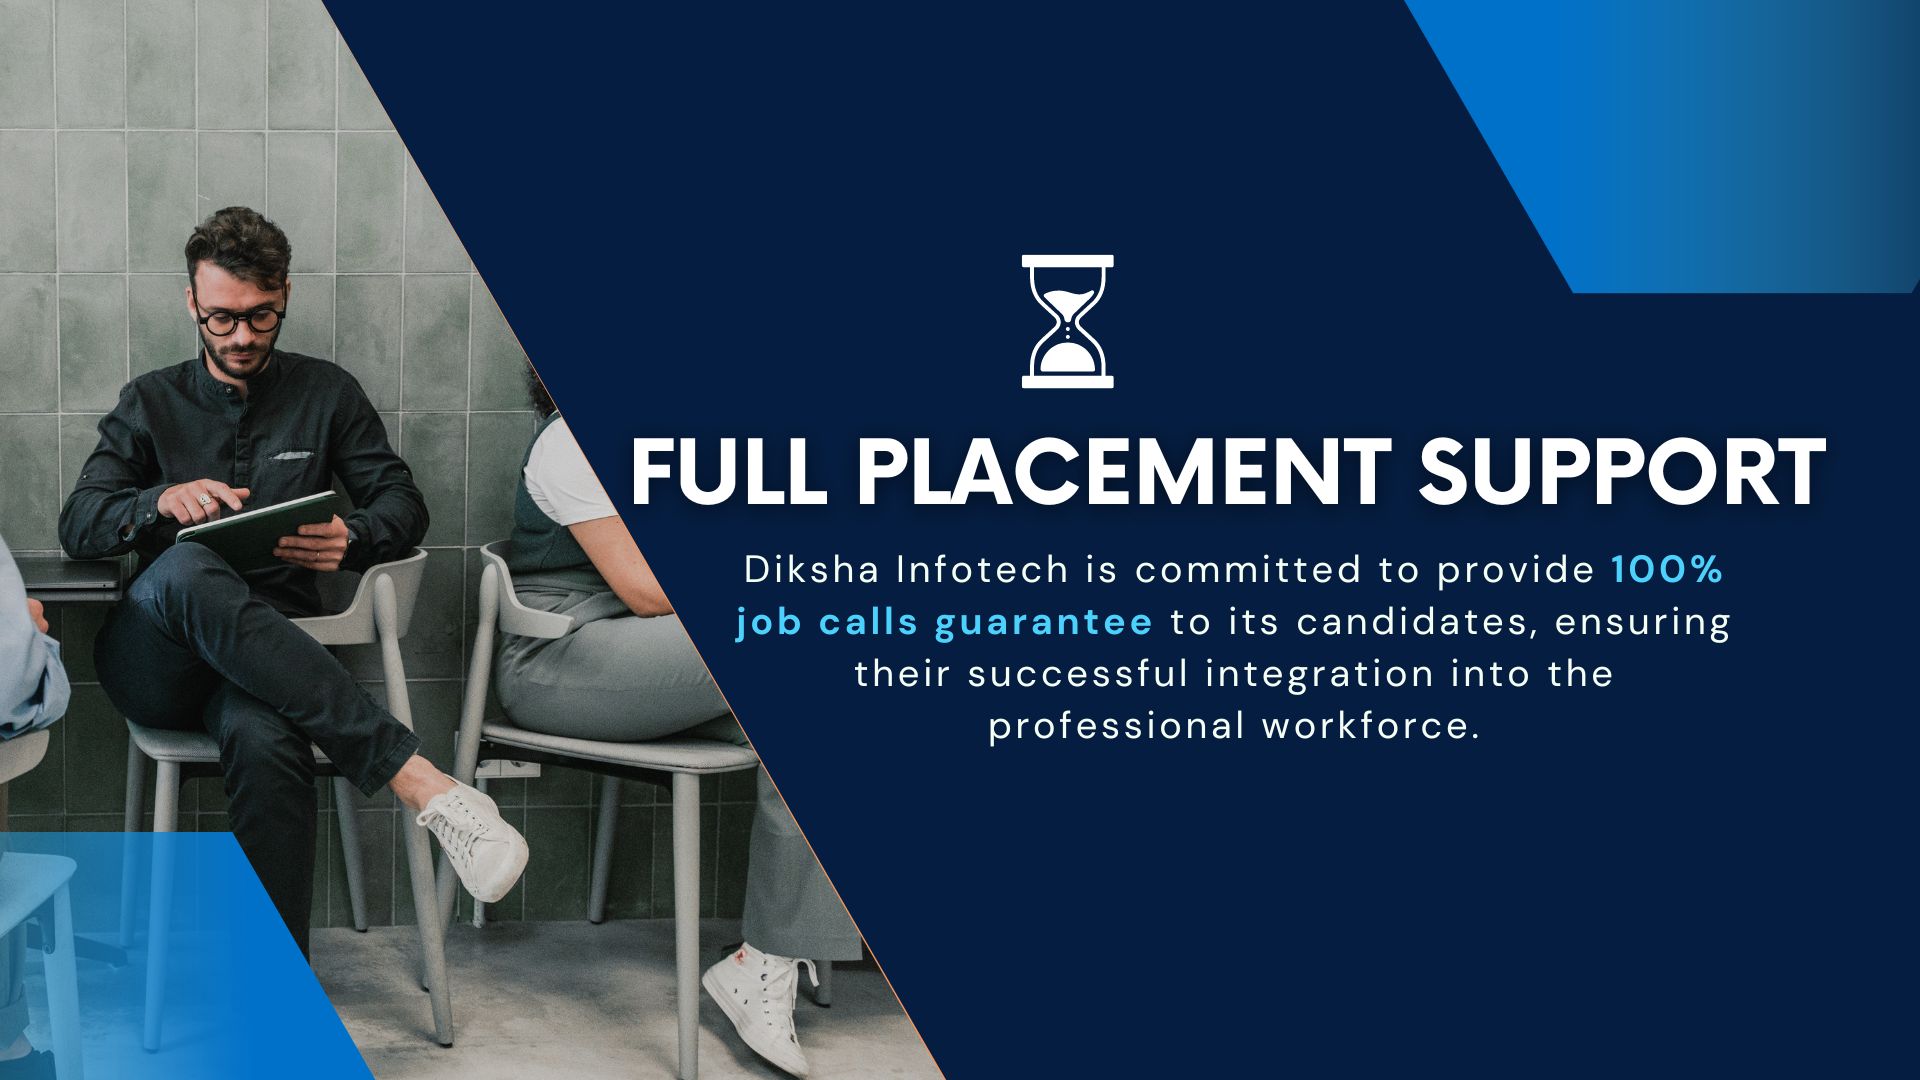 FULL PLACEMENT SUPPORT
Diksha Infotech is committed to provide 100%
job calls guarantee to its candidates, ensuring
their successful integration into the
professional workforce.